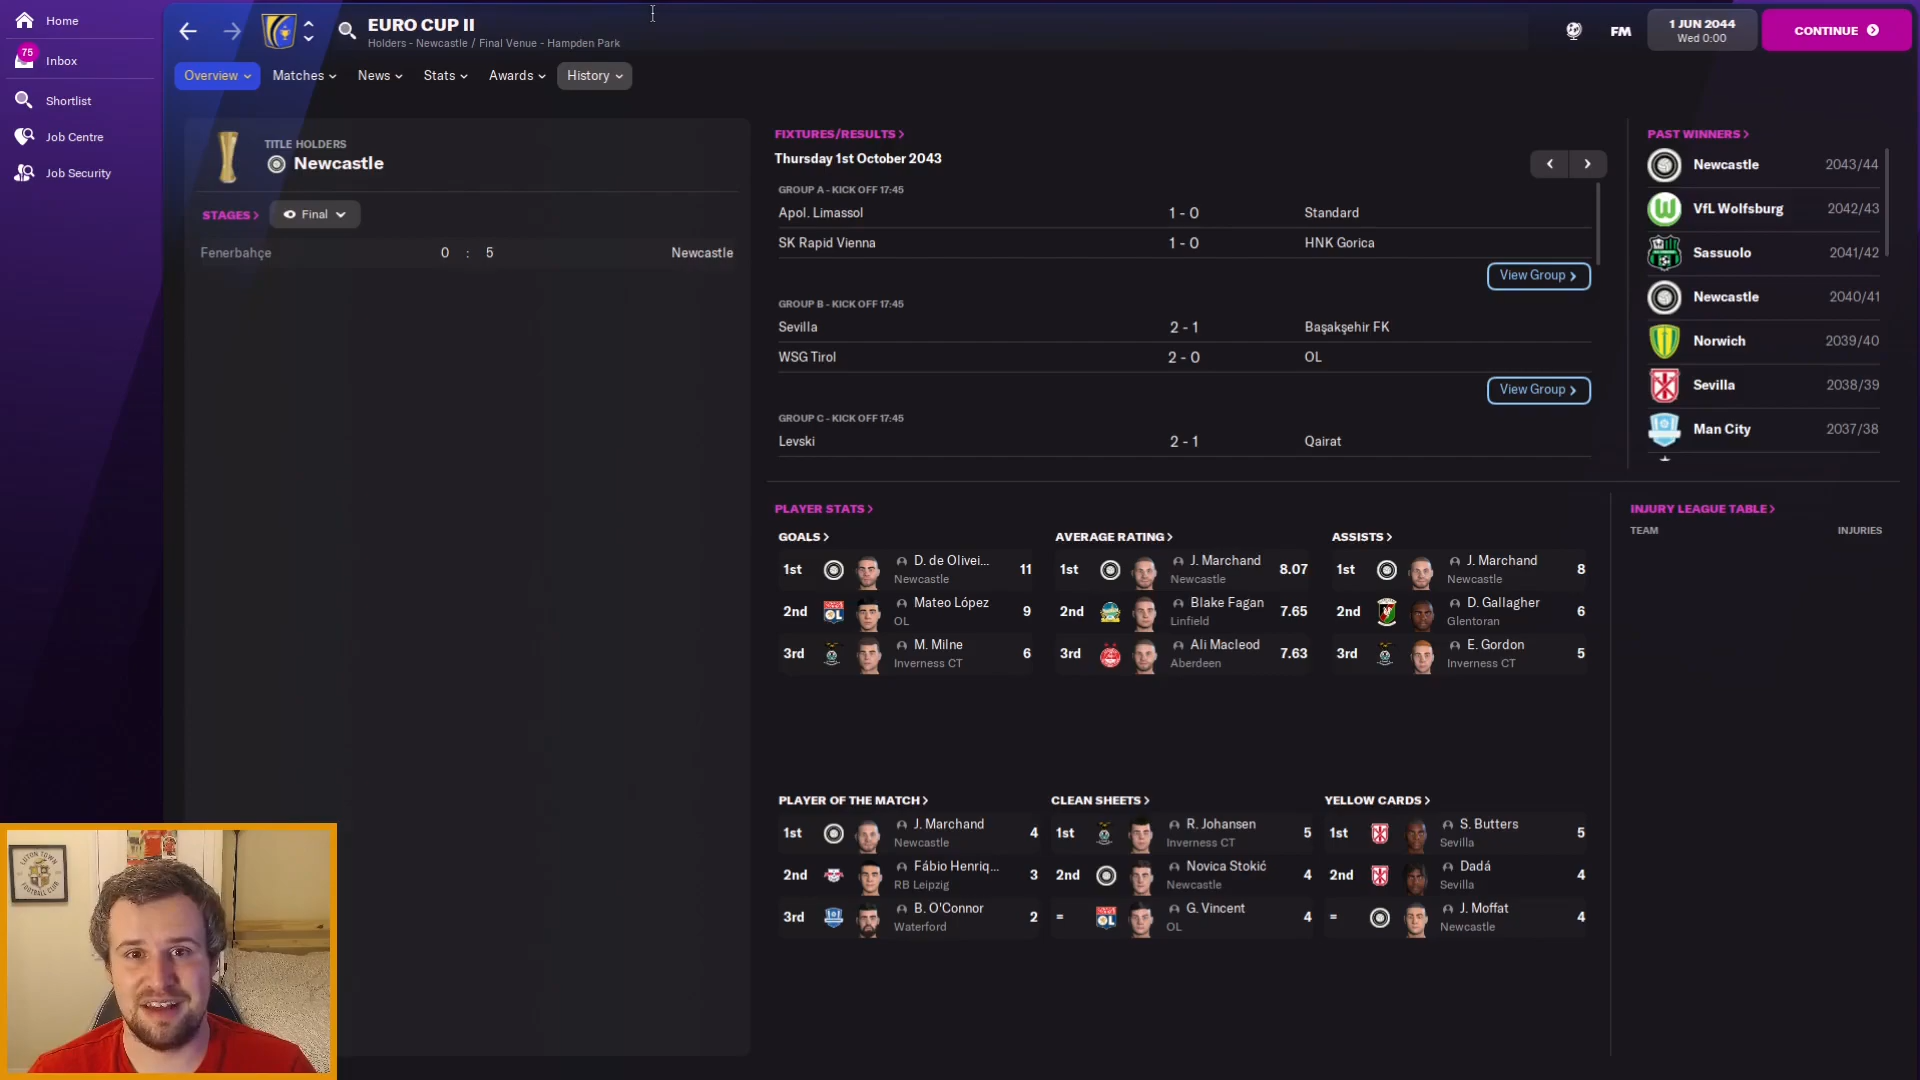 Home
75
Inbox
Shortlist
Job Centre
Job Security
EURO CUP II
Holders - Newcastle / Final Venue - Hampden Park
FM
1 JUN 2044
Wed 0:00
CONTINUE
Overview
Matches
News
Stats
Awards
History
TITLE HOLDERS
Newcastle
STAGES
Final
Fenerbahçe 0 : 5 Newcastle
FIXTURES/RESULTS
Thursday 1st October 2043
GROUP A - KICK OFF 17:45
Apol. Limassol 1 - 0 Standard
SK Rapid Vienna 1 - 0 HNK Gorica
View Group
GROUP B - KICK OFF 17:45
Sevilla 2 - 1 Başakşehir FK
WSG Tirol 2 - 0 OL
View Group
GROUP C - KICK OFF 17:45
Levski 2 - 1 Qairat
PAST WINNERS
Newcastle 2043/44
VfL Wolfsburg 2042/43
Sassuolo 2041/42
Newcastle 2040/41
Norwich 2039/40
Sevilla 2038/39
Man City 2037/38
PLAYER STATS
GOALS
1st D. de Olivei... 11
Newcastle
2nd Mateo López 9
OL
3rd M. Milne 6
Inverness CT
AVERAGE RATING
1st J. Marchand 8.07
Newcastle
2nd Blake Fagan 7.65
Linfield
3rd Ali Macleod 7.63
Aberdeen
ASSISTS
1st J. Marchand 8
Newcastle
2nd D. Gallagher 6
Glentoran
3rd E. Gordon 5
Inverness CT
INJURY LEAGUE TABLE
TEAM INJURIES
PLAYER OF THE MATCH
1st J. Marchand 4
Newcastle
2nd Fábio Henriq... 3
RB Leipzig
3rd B. O'Connor 2
Waterford
CLEAN SHEETS
1st R. Johansen 5
Inverness CT
2nd Novica Stokić 4
Newcastle
= G. Vincent 4
OL
YELLOW CARDS
1st S. Butters 5
Sevilla
2nd Dadá 4
Sevilla
= J. Moffat 4
Newcastle
LUTON TOWN
FOOTBALL CLUB